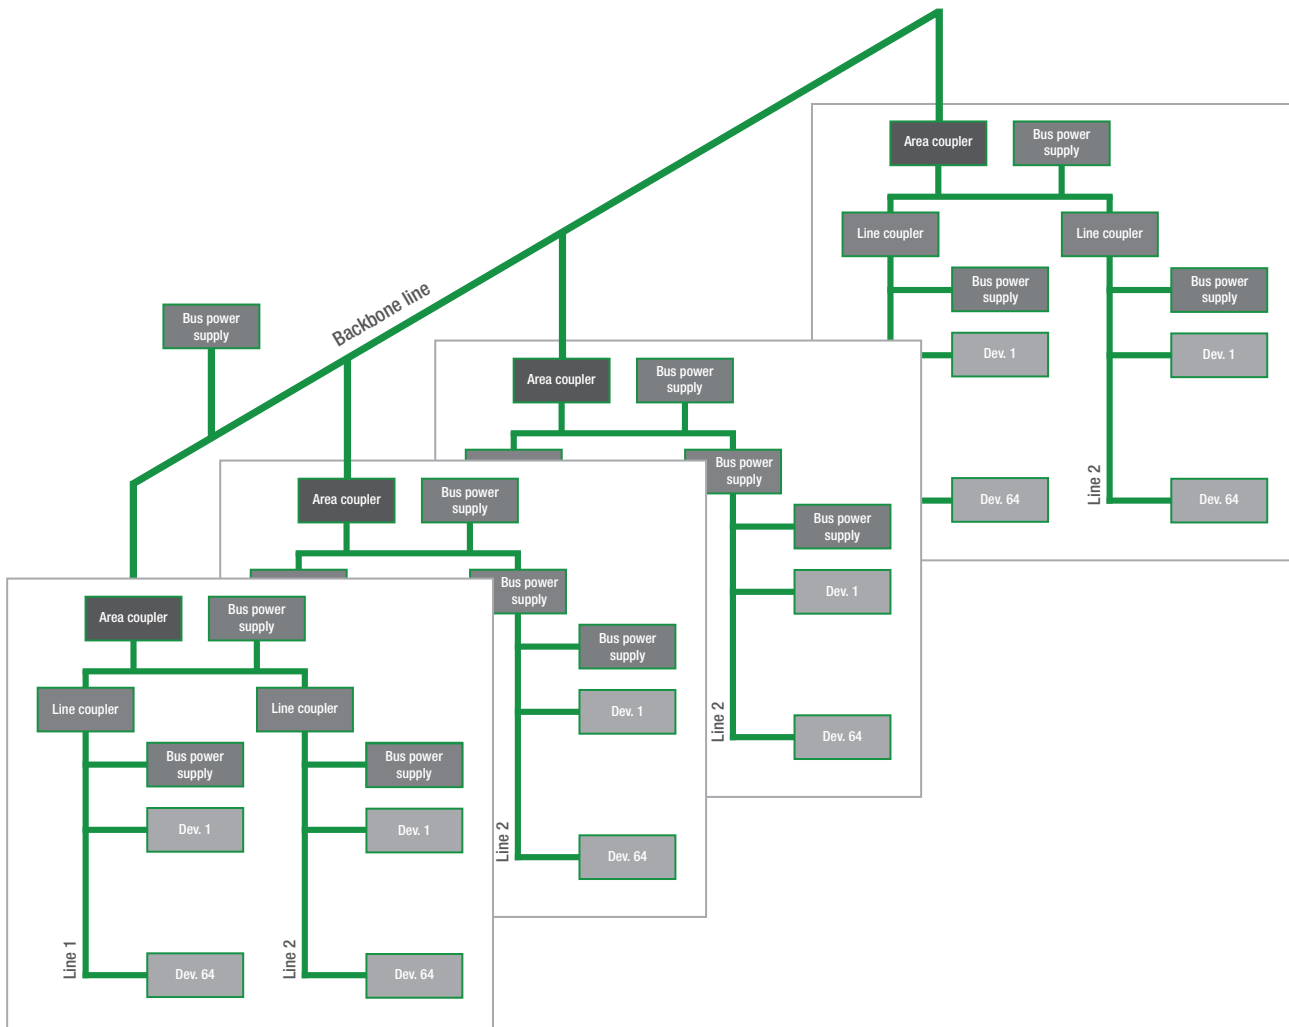 Area coupler
Bus power
supply
Line coupler
Line coupler
Bus power
supply
Dev. 1
Dev. 64
Bus power
supply
Dev. 1
Line 2
Dev. 64
Backbone line
Bus power
supply
Area coupler
Bus power
supply
Bus power
supply
Bus power
supply
Dev. 1
Line 2
Dev. 64
Area coupler
Bus power
supply
Bus power
supply
Bus power
supply
Dev. 1
Line 2
Dev. 64
Area coupler
Bus power
supply
Line coupler
Line coupler
Bus power
supply
Dev. 1
Line 1
Dev. 64
Bus power
supply
Dev. 1
Line 2
Dev. 64